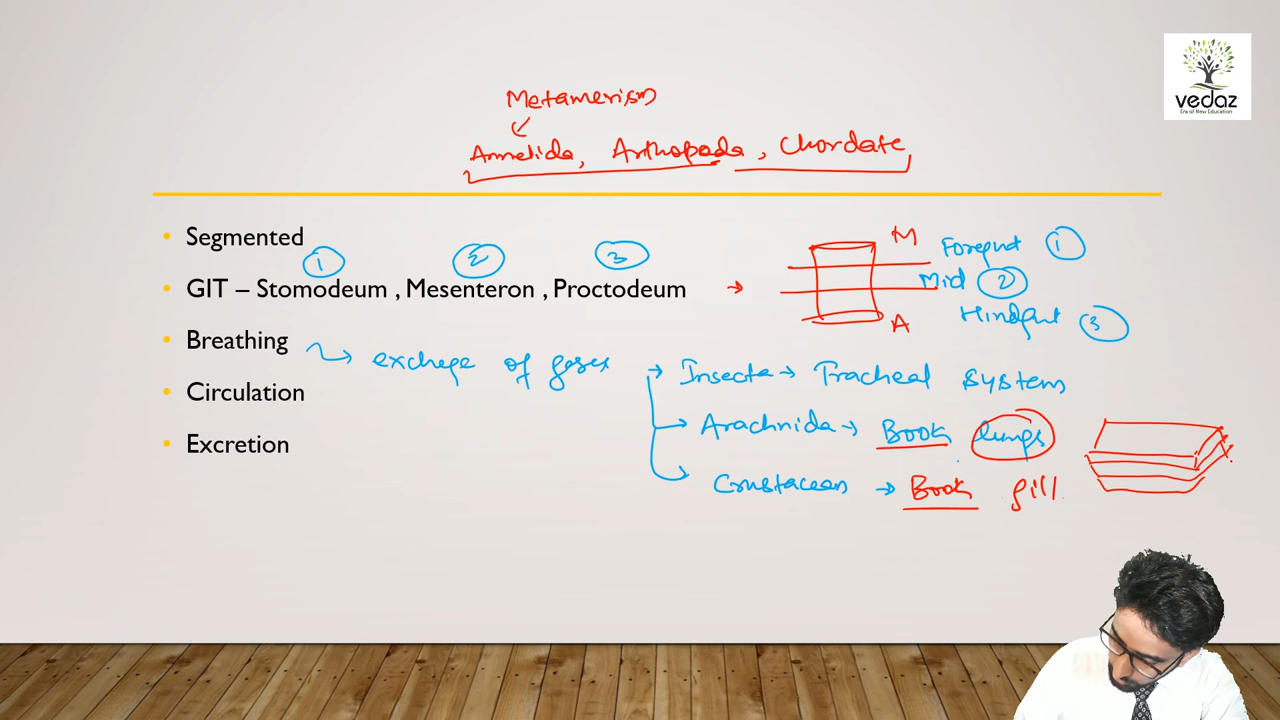 vedaz
Era of New Education
Metamerism
Annelida, Arthopada, Chordate
• Segmented
1 2 3
• GIT – Stomodeum , Mesenteron , Proctodeum →
M
Foregut 1
Mid 2
Hindgut 3
A
• Breathing
exchage of gases
→ Insecta → Tracheal system
• Circulation
→ Arachnida → Book lungs
• Excretion
Crustacean → Book gill